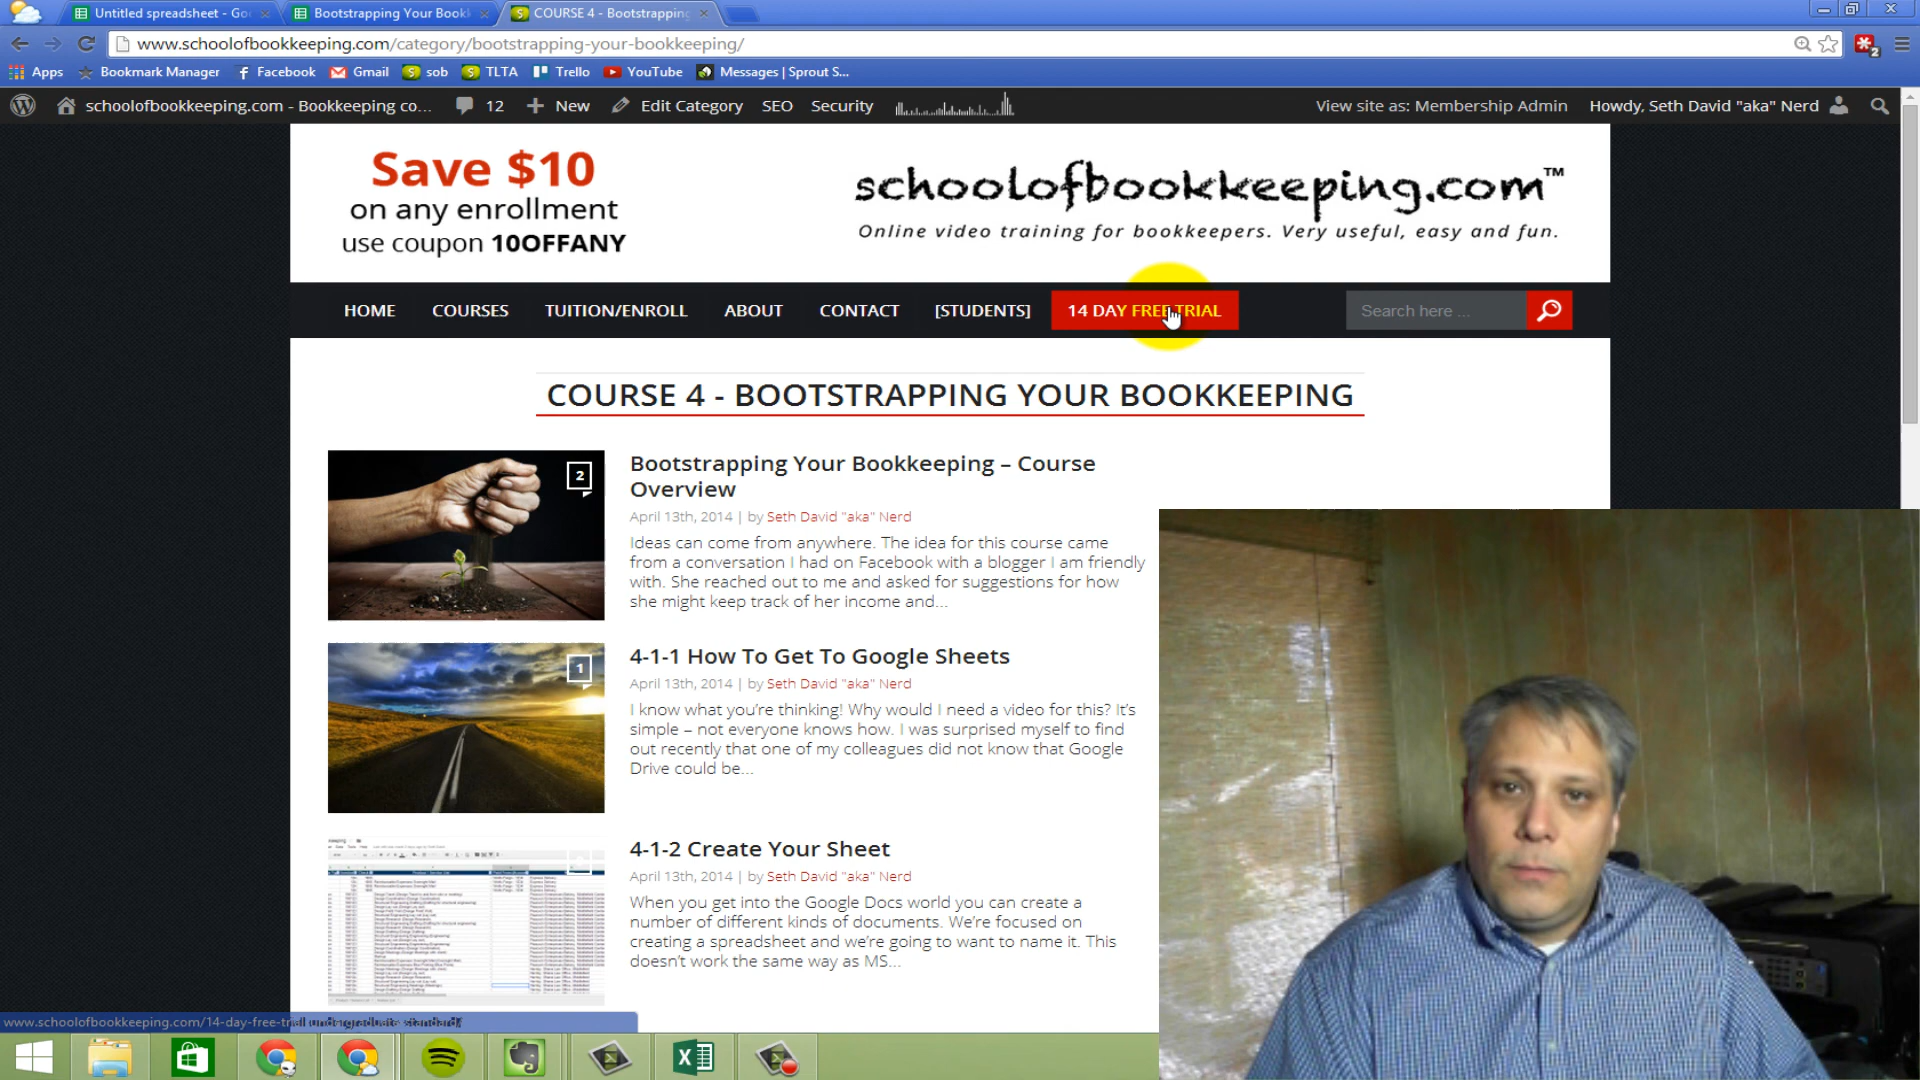 Untitled spreadsheet - Goo
Bootstrapping Your Bookk
COURSE 4 - Bootstrapping
www.schoolofbookkeeping.com/category/bootstrapping-your-bookkeeping/
2
Apps Bookmark Manager Facebook Gmail sob TLTA Trello YouTube Messages | Sprout S...
schoolofbookkeeping.com - Bookkeeping co... 12 New Edit Category SEO Security View site as: Membership Admin Howdy, Seth David "aka" Nerd
Save $10
on any enrollment
use coupon 10OFFANY
schoolofbookkeeping.com™
Online video training for bookkeepers. Very useful, easy and fun.
HOME COURSES TUITION/ENROLL ABOUT CONTACT [STUDENTS] 14 DAY FREE TRIAL Search here ...
COURSE 4 - BOOTSTRAPPING YOUR BOOKKEEPING
2
Bootstrapping Your Bookkeeping – Course
Overview
April 13th, 2014 | by Seth David "aka" Nerd
Ideas can come from anywhere. The idea for this course came
from a conversation I had on Facebook with a blogger I am friendly
with. She reached out to me and asked for suggestions for how
she might keep track of her income and...
1
4-1-1 How To Get To Google Sheets
April 13th, 2014 | by Seth David "aka" Nerd
I know what you're thinking! Why would I need a video for this? It's
simple – not everyone knows how. I was surprised myself to find
out recently that one of my colleagues did not know that Google
Drive could be...
4-1-2 Create Your Sheet
April 13th, 2014 | by Seth David "aka" Nerd
When you get into the Google Docs world you can create a
number of different kinds of documents. We're focused on
creating a spreadsheet and we're going to want to name it. This
doesn't work the same way as MS...
www.schoolofbookkeeping.com/14-day-free-trial undergraduate standard/